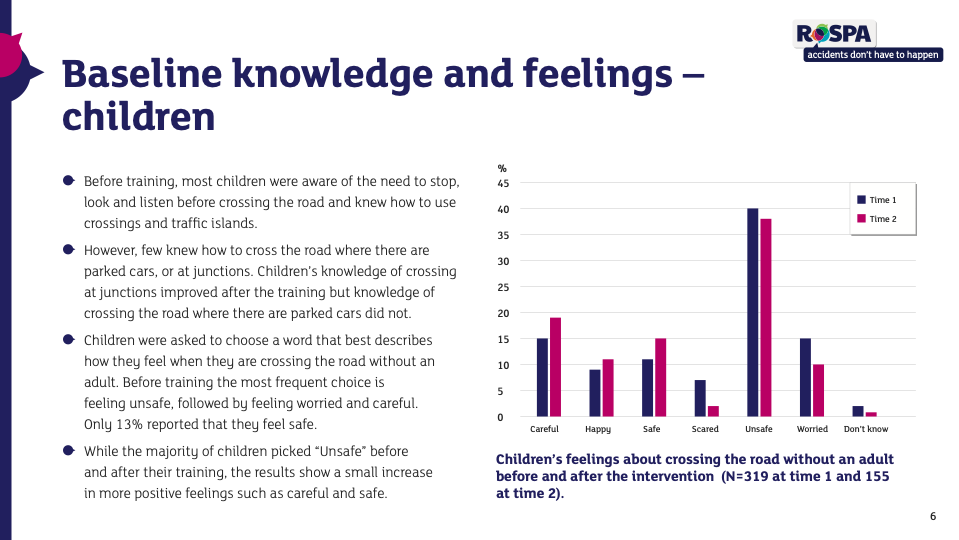 ROSPA
accidents don't have to happen
Baseline knowledge and feelings –
children
Before training, most children were aware of the need to stop,
look and listen before crossing the road and knew how to use
crossings and traffic islands.
However, few knew how to cross the road where there are
parked cars, or at junctions. Children's knowledge of crossing
at junctions improved after the training but knowledge of
crossing the road where there are parked cars did not.
Children were asked to choose a word that best describes
how they feel when they are crossing the road without an
adult. Before training the most frequent choice is
feeling unsafe, followed by feeling worried and careful.
Only 13% reported that they feel safe.
While the majority of children picked “Unsafe” before
and after their training, the results show a small increase
in more positive feelings such as careful and safe.
%
45
40
35
30
25
20
15
10
5
0
Time 1
Time 2
Careful Happy Safe Scared Unsafe Worried Don't know
Children's feelings about crossing the road without an adult
before and after the intervention (N=319 at time 1 and 155
at time 2).
6